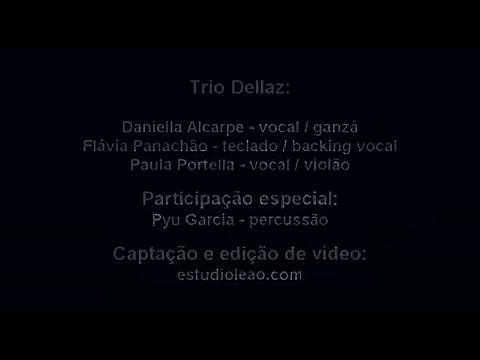 Trio Dellaz:
Daniella Alcarpe - vocal / ganzá
Flávia Panachão - teclado / backing vocal
Paula Portella - vocal / violão
Participação especial:
Pyu Garcia - percussão
Captação e edição de vídeo:
estudioleao.com